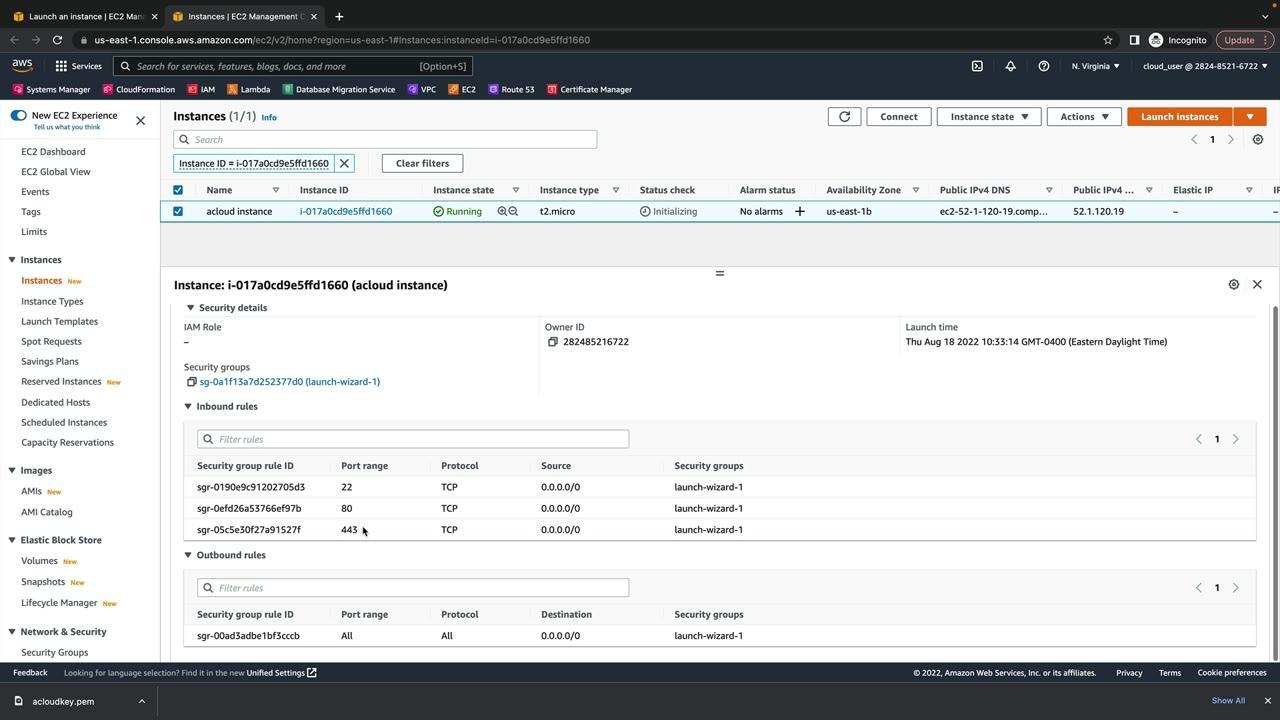 Launch an instance | EC2 Man
Instances | EC2 Management C
us-east-1.console.aws.amazon.com/ec2/v2/home?region=us-east-1#Instances:instanceId=i-017a0cd9e5ffd1660
Incognito
Update
aws
Services
Search for services, features, blogs, docs, and more
[Option+S]
N. Virginia
cloud_user @ 2824-8521-6722
Systems Manager
CloudFormation
IAM
Lambda
Database Migration Service
VPC
EC2
Route 53
Certificate Manager
New EC2 Experience
Tell us what you think
EC2 Dashboard
EC2 Global View
Events
Tags
Limits
Instances
Instances New
Instance Types
Launch Templates
Spot Requests
Savings Plans
Reserved Instances New
Dedicated Hosts
Scheduled Instances
Capacity Reservations
Images
AMIs New
AMI Catalog
Elastic Block Store
Volumes New
Snapshots New
Lifecycle Manager New
Network & Security
Security Groups
Instances (1/1) Info
Connect
Instance state
Actions
Launch instances
Search
1
Instance ID = i-017a0cd9e5ffd1660
Clear filters
Name Instance ID Instance state Instance type Status check Alarm status Availability Zone Public IPv4 DNS Public IPv4 ... Elastic IP
acloud instance i-017a0cd9e5ffd1660 Running t2.micro Initializing No alarms + us-east-1b ec2-52-1-120-19.comp... 52.1.120.19 – –
Instance: i-017a0cd9e5ffd1660 (acloud instance)
Security details
IAM Role Owner ID Launch time
– 282485216722 Thu Aug 18 2022 10:33:14 GMT-0400 (Eastern Daylight Time)
Security groups
sg-0a1f13a7d252377d0 (launch-wizard-1)
Inbound rules
Filter rules
1
Security group rule ID Port range Protocol Source Security groups
sgr-0190e9c91202705d3 22 TCP 0.0.0.0/0 launch-wizard-1
sgr-0efd26a53766ef97b 80 TCP 0.0.0.0/0 launch-wizard-1
sgr-05c5e30f27a91527f 443 TCP 0.0.0.0/0 launch-wizard-1
Outbound rules
Filter rules
1
Security group rule ID Port range Protocol Destination Security groups
sgr-00ad3adbe1bf3cccb All All 0.0.0.0/0 launch-wizard-1
Feedback
Looking for language selection? Find it in the new Unified Settings
© 2022, Amazon Web Services, Inc. or its affiliates.
Privacy
Terms
Cookie preferences
acloudkey.pem
Show All